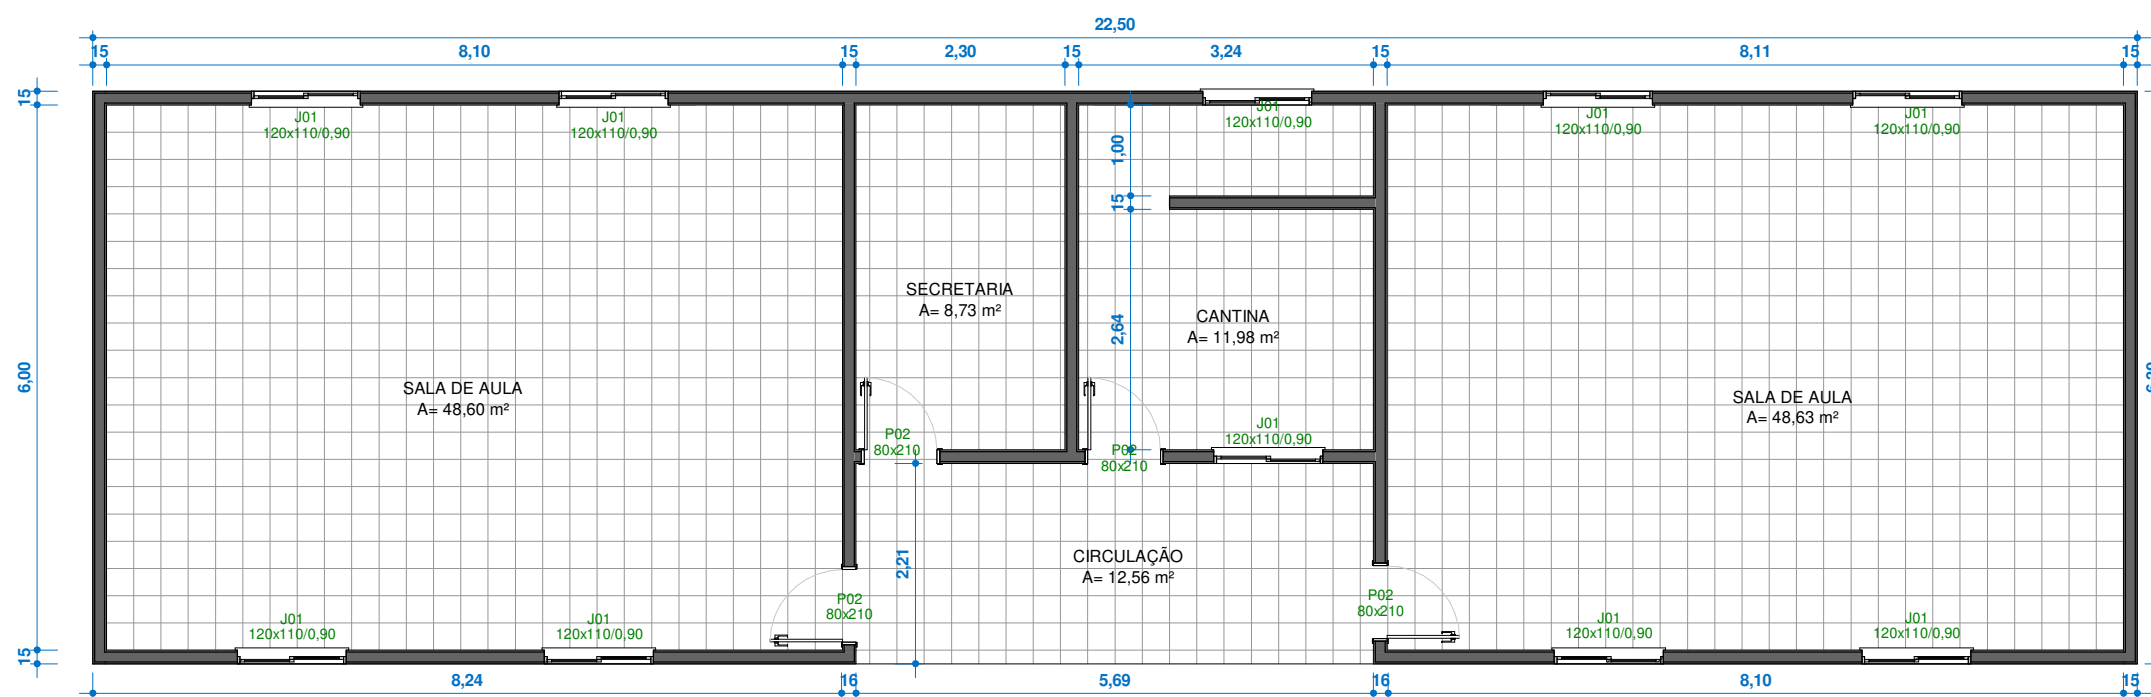 22,50
15 8,10 15 2,30 15 3,24 15 8,11 15
15
J01
120x110/0,90
J01
120x110/0,90
J01
120x110/0,90
J01
120x110/0,90
J01
120x110/0,90
1,00
15
2,64
SECRETARIA
A= 8,73 m²
CANTINA
A= 11,98 m²
6,00
SALA DE AULA
A= 48,60 m²
SALA DE AULA
A= 48,63 m²
P02
80x210
P02
80x210
J01
120x110/0,90
2,21
CIRCULAÇÃO
A= 12,56 m²
P02
80x210
P02
80x210
J01
120x110/0,90
J01
120x110/0,90
J01
120x110/0,90
J01
120x110/0,90
15
8,24 16 5,69 16 8,10 15